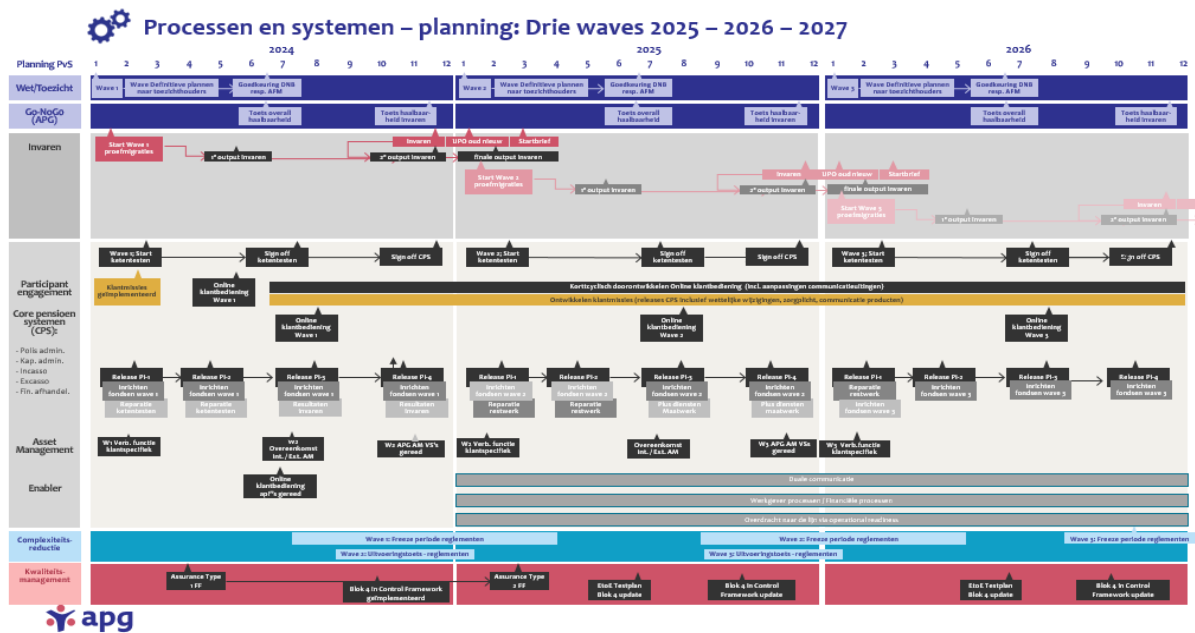 Processen en systemen – planning: Drie waves 2025 – 2026 – 2027
2024
2025
2026
Planning PvS
1 2 3 4 5 6 7 8 9 10 11 12
1 2 3 4 5 6 7 8 9 10 11 12
1 2 3 4 5 6 7 8 9 10 11 12
Wet/Toezicht
Wave 1
Wave Definitieve plannen
naar toezichthouders
Goedkeuring DNB
resp. AFM
Wave 2
Wave Definitieve plannen
naar toezichthouders
Goedkeuring DNB
resp. AFM
Wave 3
Wave Definitieve plannen
naar toezichthouders
Goedkeuring DNB
resp. AFM
Go-NoGo
(APG)
Toets overall
haalbaarheid
Toets haalbaar-
heid invaren
Toets overall
haalbaarheid
Toets haalbaar-
heid invaren
Toets overall
haalbaarheid
Toets haalbaar-
heid invaren
Invaren
Start Wave 1
proefmigraties
1e output invaren
2e output invaren
Invaren
UPO oud nieuw
Startbrief
finale output invaren
Start Wave 2
proefmigraties
1e output invaren
2e output invaren
Invaren
UPO oud nieuw
Startbrief
finale output invaren
Start Wave 3
proefmigraties
1e output invaren
Invaren
2e output invaren
Wave 1; Start
ketentesten
Sign off
ketentesten
Sign off CPS
Wave 2; Start
ketentesten
Sign off
ketentesten
Sign off CPS
Wave 3; Start
ketentesten
Sign off
ketentesten
Sign off CPS
Participant
engagement
Klantmissies
geïmplementeerd
Online
klantbediening
Wave 1
Kortcyclisch doorontwikkelen Online klantbediening (incl. aanpassingen communicatieuitingen)
Ontwikkelen klantmissies (releases CPS inclusief wettelijke wijzigingen, zorgplicht, communicatie producten)
Core pensioen
systemen
(CPS):
- Polis admin.
- Kap. admin.
- Incasso
- Excasso
- Fin. afhandel.
Online
klantbediening
Wave 1
Online
klantbediening
Wave 2
Online
klantbediening
Wave 3
Release PI-1
Inrichten
fondsen wave 1
Reparatie
ketentesten
Release PI-2
Inrichten
fondsen wave 1
Reparatie
ketentesten
Release PI-3
Inrichten
fondsen wave 1
Resultaten
invaren
Release PI-4
Inrichten
fondsen wave 1
Resultaten
invaren
Release PI-1
Inrichten
fondsen wave 2
Reparatie
restwerk
Release PI-2
Inrichten
fondsen wave 2
Reparatie
restwerk
Release PI-3
Inrichten
fondsen wave 2
Plus diensten
Maatwerk
Release PI-4
Inrichten
fondsen wave 2
Plus diensten
maatwerk
Release PI-1
Reparatie
restwerk
Inrichten
fondsen wave 3
Release PI-2
Inrichten
fondsen wave 3
Release PI-3
Inrichten
fondsen wave 3
Release PI-4
Inrichten
fondsen wave 3
Asset
Management
W1 Verb. functie
klantspecifiek
W2
Overeenkomst
Int. / Ext. AM
W2 APG AM VS's
gereed
W2 Verb. functie
klantspecifiek
Overeenkomst
Int. / Ext. AM
W3 APG AM VSs
gereed
W3 Verb. functie
klantspecifiek
Enabler
Online
klantbediening
api"s gereed
Duale communicatie
Werkgever processen / Financiële processen
Overdracht naar de lijn via operational readiness
Complexiteits-
reductie
Wave 1: Freeze periode reglementen
Wave 2: Uitvoeringstoets - reglementen
Wave 2: Freeze periode reglementen
Wave 3: Uitvoeringstoets - reglementen
Wave 3: Freeze periode reglementen
Kwaliteits-
management
Assurance Type
1 FF
Blok 4 In Control Framework
geïmplementeerd
Assurance Type
2 FF
EtoE Testplan
Blok 4 update
Blok 4 In Control
Framework update
EtoE Testplan
Blok 4 update
Blok 4 In Control
Framework update
apg